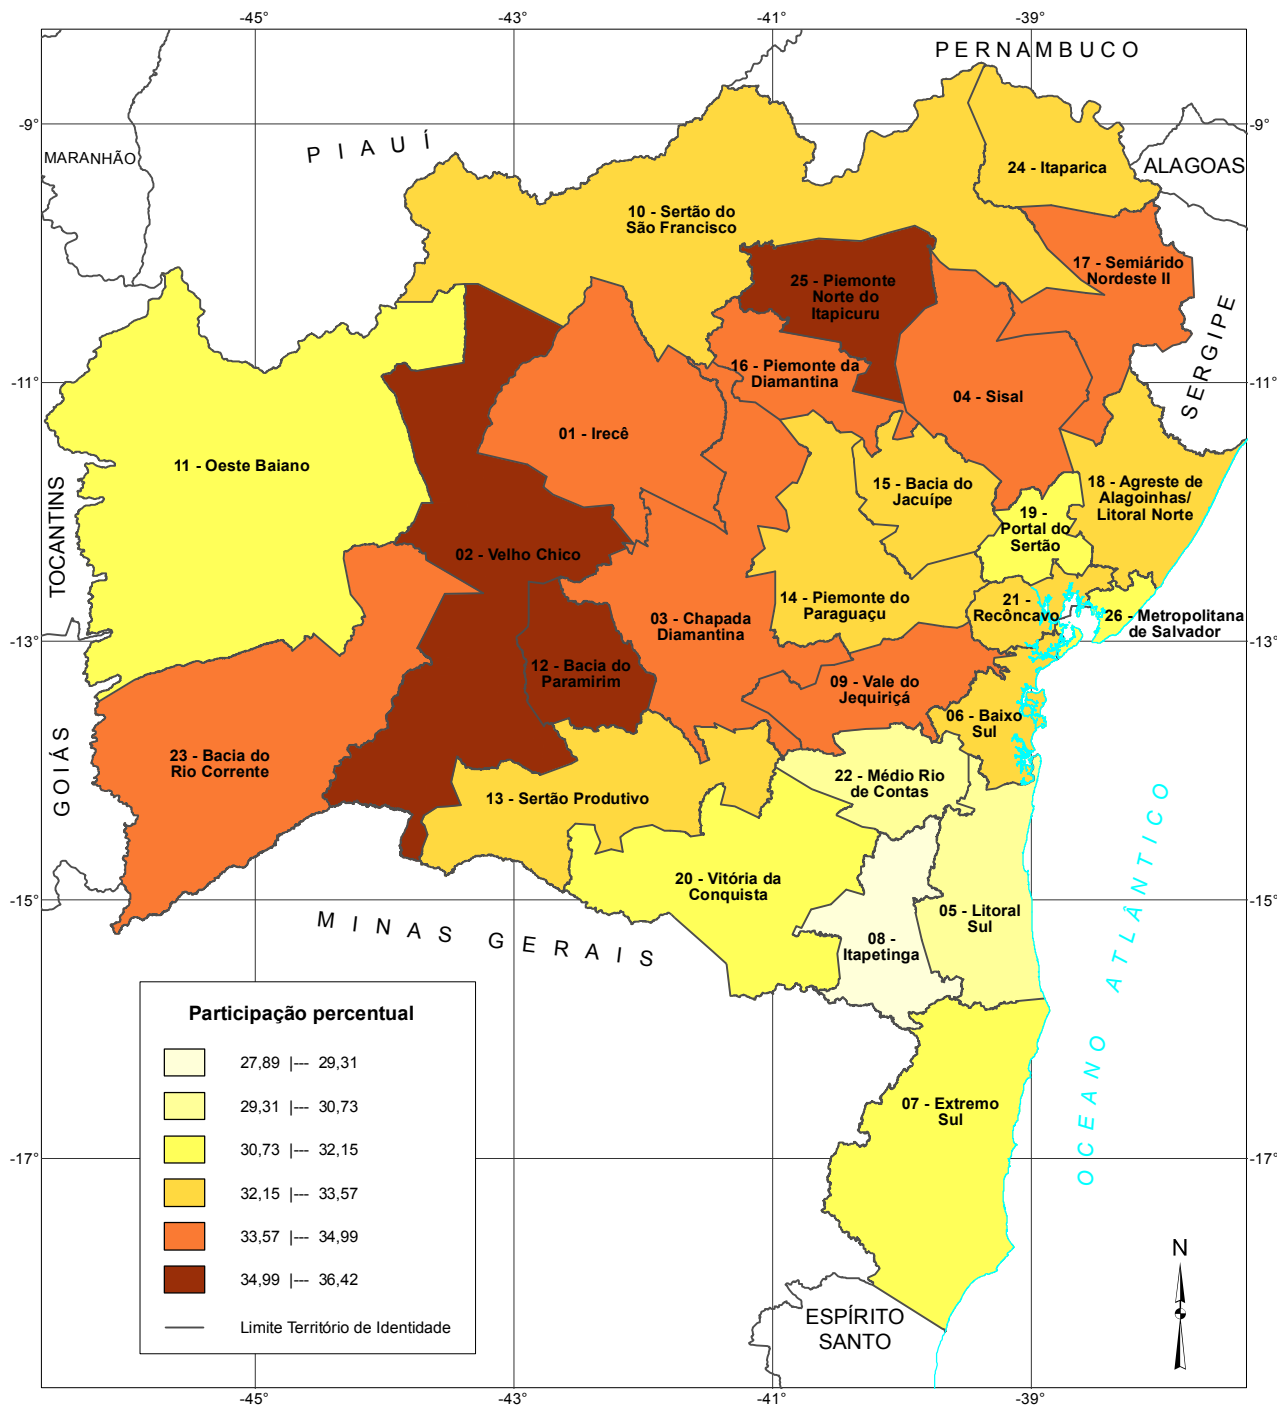 -45°
-43°
-41°
-39°
PERNAMBUCO
-9°
-9°
PIAUÍ
MARANHÃO
ALAGOAS
24 - Itaparica
10 - Sertão do
São Francisco
17 - Semiárido
Nordeste II
25 - Piemonte
Norte do
Itapicuru
SERGIPE
16 - Piemonte da
Diamantina
-11°
-11°
04 - Sisal
01 - Irecê
11 - Oeste Baiano
15 - Bacia do
Jacuípe
18 - Agreste de
Alagoinhas/
Litoral Norte
19 -
Portal do
Sertão
TOCANTINS
02 - Velho Chico
14 - Piemonte do
Paraguaçu
21 -
Recôncavo
26 - Metropolitana
de Salvador
03 - Chapada
Diamantina
-13°
-13°
12 - Bacia do
Paramirim
09 - Vale do
Jequiriçá
06 - Baixo
Sul
GOIÁS
23 - Bacia do
Rio Corrente
22 - Médio Rio
de Contas
13 - Sertão Produtivo
OCEANO ATLÂNTICO
20 - Vitória da
Conquista
-15°
-15°
05 - Litoral
Sul
MINAS GERAIS
08 -
Itapetinga
Participação percentual
27,89 |--- 29,31
29,31 |--- 30,73
30,73 |--- 32,15
32,15 |--- 33,57
33,57 |--- 34,99
34,99 |--- 36,42
Limite Território de Identidade
07 - Extremo
Sul
-17°
-17°
N
ESPÍRITO
SANTO
-45°
-43°
-41°
-39°